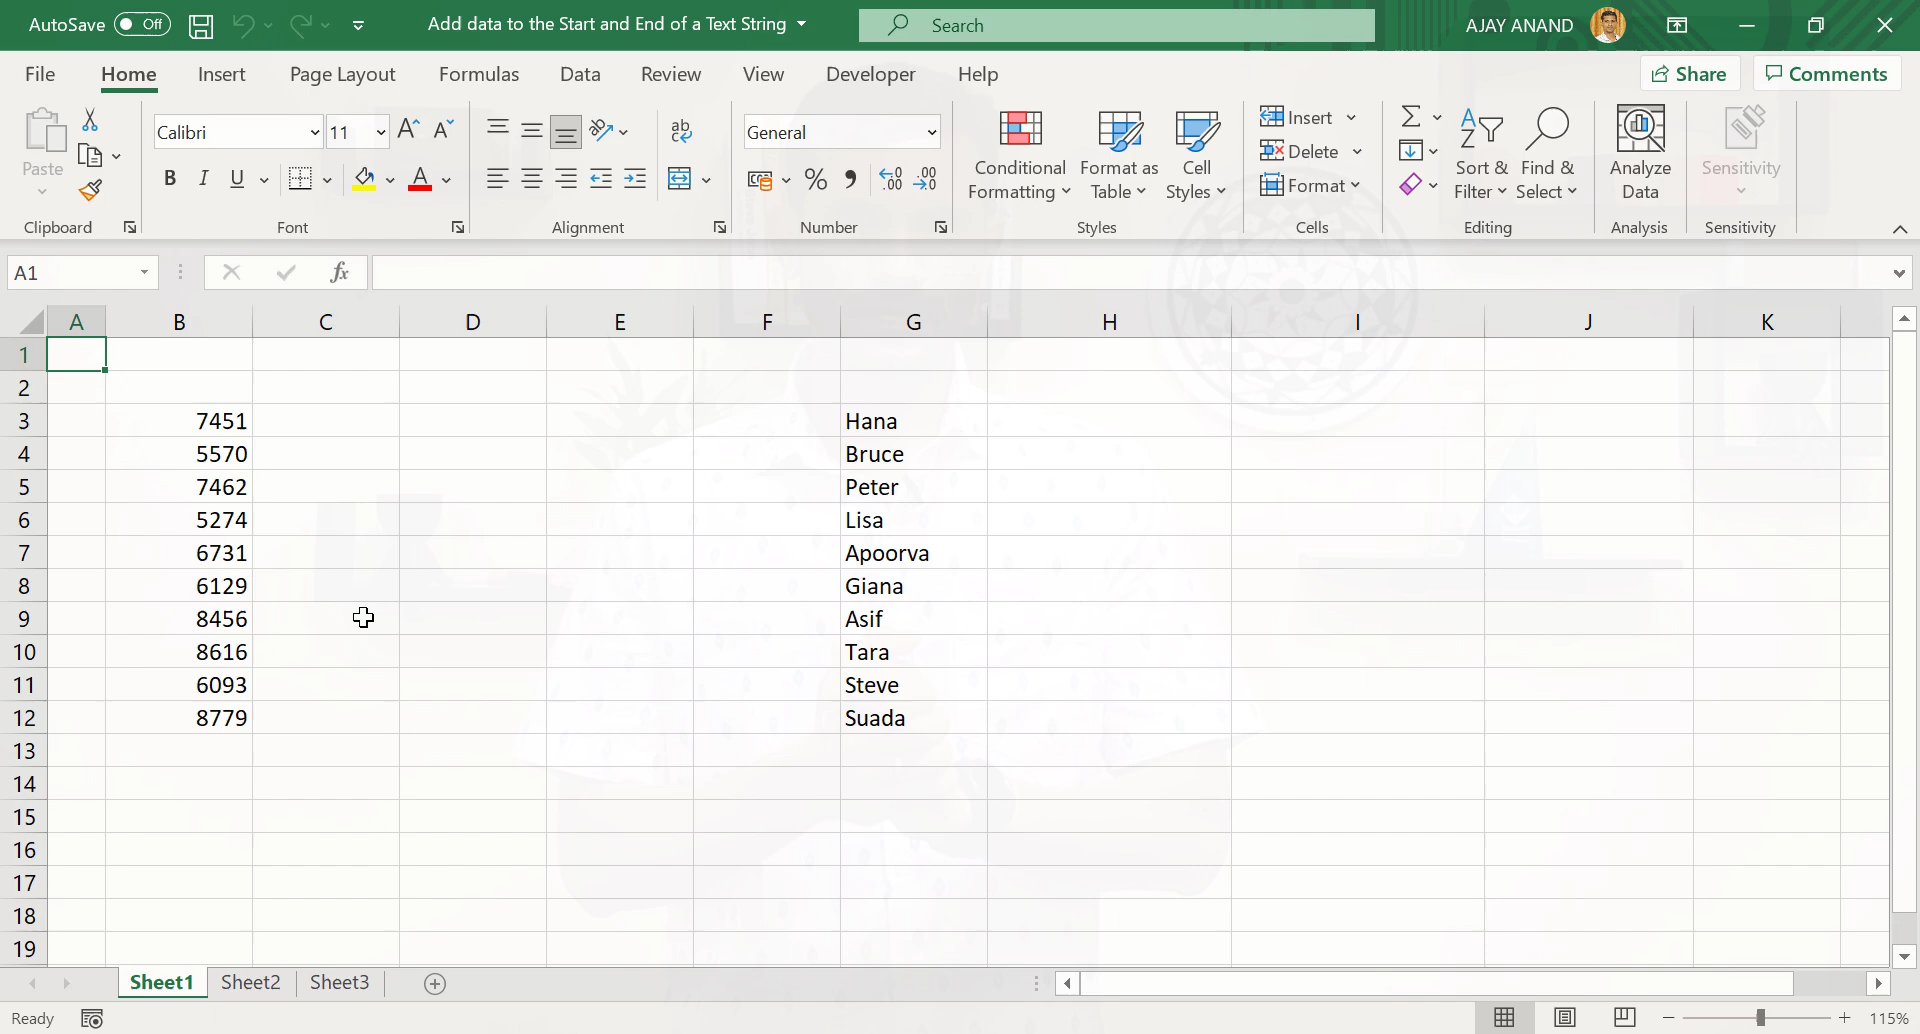 AutoSave Off Add data to the Start and End of a Text String Search AJAY ANAND
File Home Insert Page Layout Formulas Data Review View Developer Help Share Comments
Paste
Clipboard
Calibri 11
B I U A
Font
ab
Alignment
General
% 9 .00 .00
Number
Conditional Formatting
Format as Table
Cell Styles
Styles
Insert
Delete
Format
Cells
Sort & Filter
Find & Select
Editing
Analyze Data
Analysis
Sensitivity
Sensitivity
A1 fx
A B C D E F G H I J K
1
2
3 7451 Hana
4 5570 Bruce
5 7462 Peter
6 5274 Lisa
7 6731 Apoorva
8 6129 Giana
9 8456 Asif
10 8616 Tara
11 6093 Steve
12 8779 Suada
13
14
15
16
17
18
19
Sheet1 Sheet2 Sheet3
Ready 115%